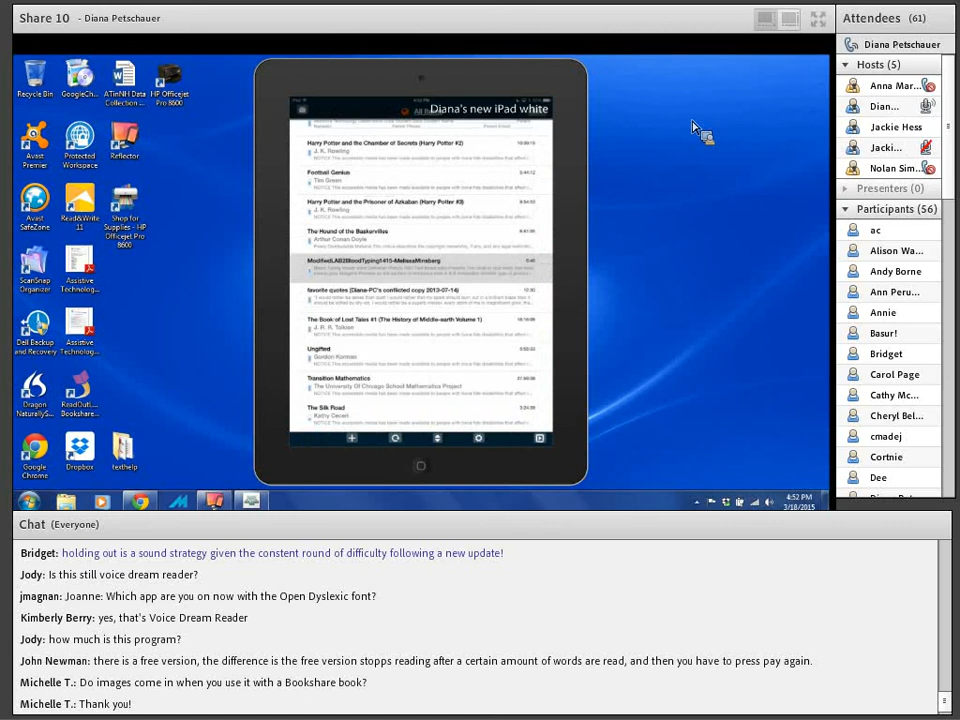 Share 10 - Diana Petschauer
Attendees (61)
Diana Petschauer
Hosts (5)
Anna Mar...
Dian...
Jackie Hess
Jacki...
Nolan Sim...
Presenters (0)
Participants (56)
ac
Alison Wa...
Andy Borne
Ann Peru...
Annie
Basur!
Bridget
Carol Page
Cathy Mc...
Cheryl Bel...
cmadej
Cortnie
Dee
Recycle Bin
GoogleCh...
ATinNH Data Collection ...
HP Officejet Pro 8600
Avast Premier
Protected Workspace
Reflector
Avast SafeZone
Read&Write 11
Shop for Supplies - HP Officejet Pro 8600
ScanSnap Organizer
Assistive Technolog...
Dell Backup and Recovery
Assistive Technolog...
Dragon NaturallyS...
ReadOutL... Bookshare...
Google Chrome
Dropbox
texthelp
Diana's new iPad white
Harry Potter and the Chamber of Secrets (Harry Potter #2)
J. K. Rowling
Football Genius
Tim Green
Harry Potter and the Prisoner of Azkaban (Harry Potter #3)
J. K. Rowling
The Hound of the Baskervilles
Arthur Conan Doyle
ModifiedLAB2BloodTyping1415-MelissaMinsberg
favorite quotes (Diana-PC's conflicted copy 2013-07-14)
The Book of Lost Tales #1 (The History of Middle-earth Volume 1)
J. R. R. Tolkien
Ungifted
Gordon Korman
Transition Mathematics
The University Of Chicago School Mathematics Project
The Silk Road
Kathy Ceceri
4:52 PM
3/18/2015
Chat (Everyone)
Bridget: holding out is a sound strategy given the constent round of difficulty following a new update!
Jody: Is this still voice dream reader?
jmagnan: Joanne: Which app are you on now with the Open Dyslexic font?
Kimberly Berry: yes, that's Voice Dream Reader
Jody: how much is this program?
John Newman: there is a free version, the difference is the free version stopps reading after a certain amount of words are read, and then you have to press pay again.
Michelle T.: Do images come in when you use it with a Bookshare book?
Michelle T.: Thank you!